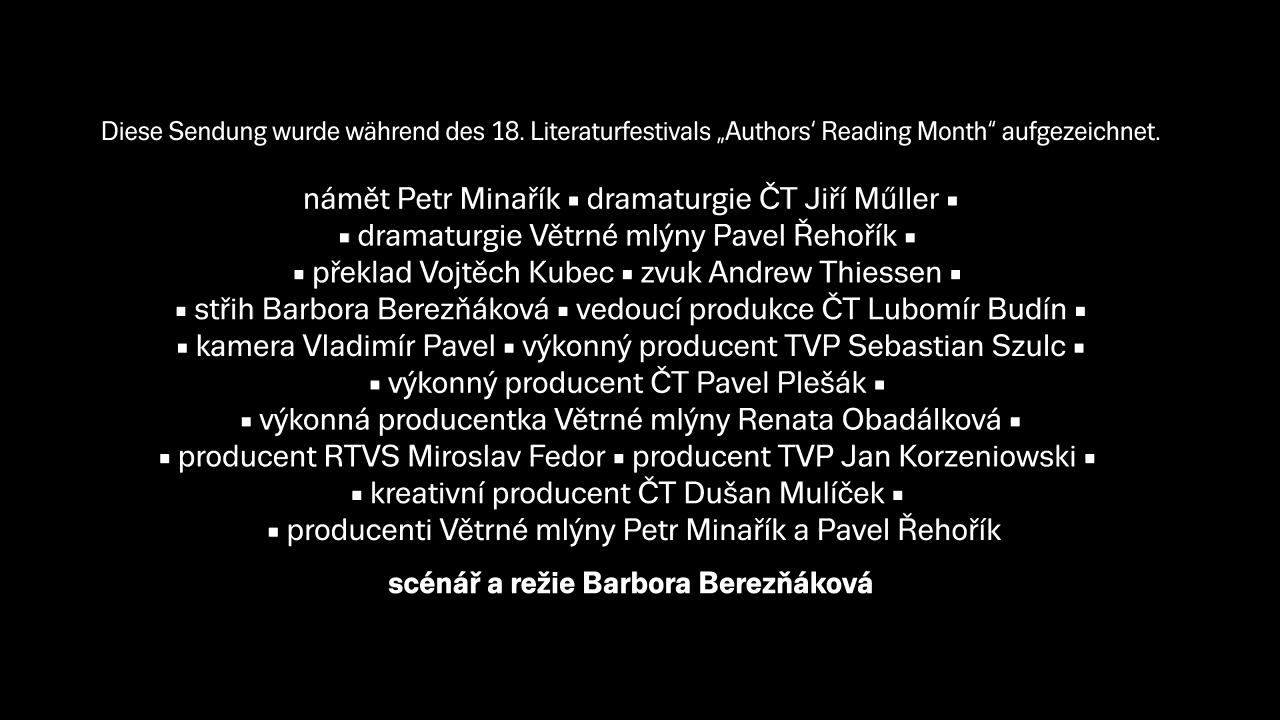 Diese Sendung wurde während des 18. Literaturfestivals „Authors‘ Reading Month“ aufgezeichnet.
námět Petr Minařík ▪ dramaturgie ČT Jiří Műller ▪
▪ dramaturgie Větrné mlýny Pavel Řehořík ▪
▪ překlad Vojtěch Kubec ▪ zvuk Andrew Thiessen ▪
▪ střih Barbora Berezňáková ▪ vedoucí produkce ČT Lubomír Budín ▪
▪ kamera Vladimír Pavel ▪ výkonný producent TVP Sebastian Szulc ▪
▪ výkonný producent ČT Pavel Plešák ▪
▪ výkonná producentka Větrné mlýny Renata Obadálková ▪
▪ producent RTVS Miroslav Fedor ▪ producent TVP Jan Korzeniowski ▪
▪ kreativní producent ČT Dušan Mulíček ▪
▪ producenti Větrné mlýny Petr Minařík a Pavel Řehořík
scénář a režie Barbora Berezňáková